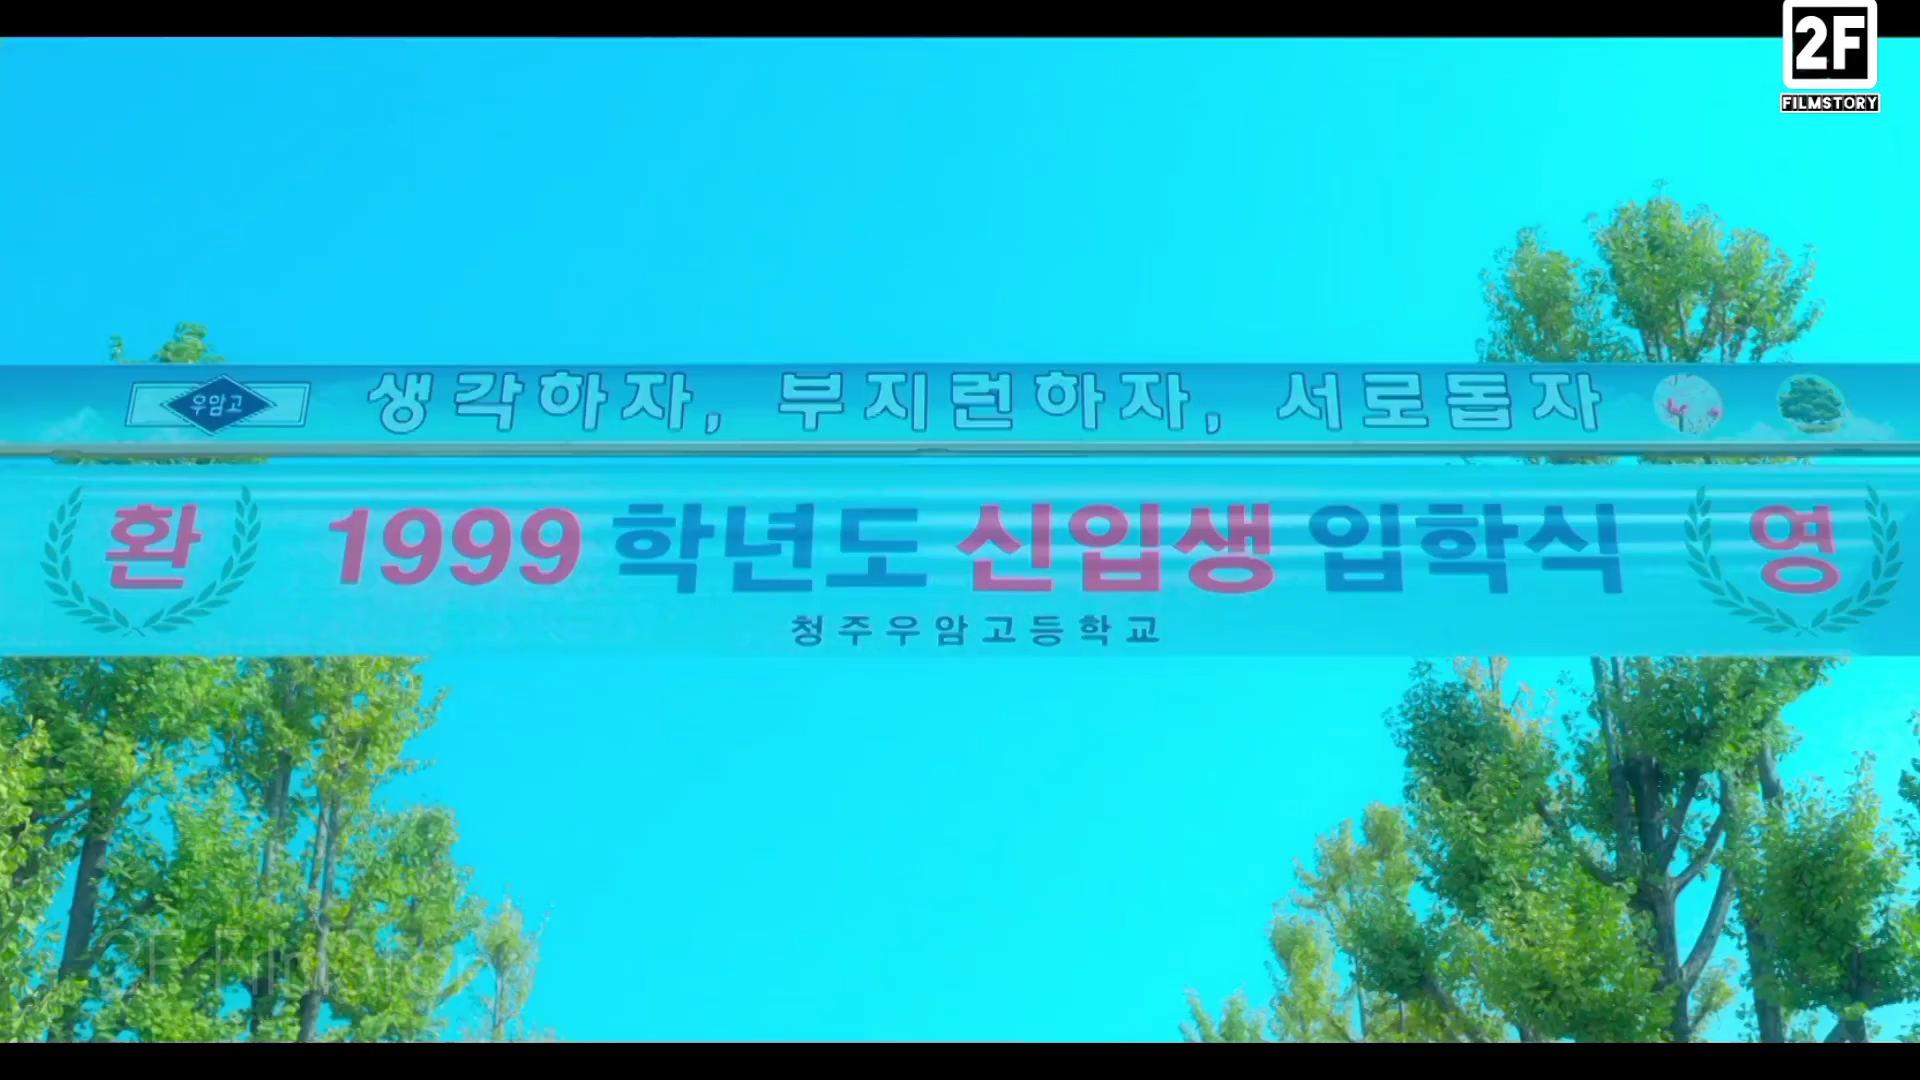 2F
FILMSTORY
우암고 생각하자, 부지런하자, 서로돕자
환 1999 학년도 신입생 입학식 영
청주우암고등학교
2F FilmStor